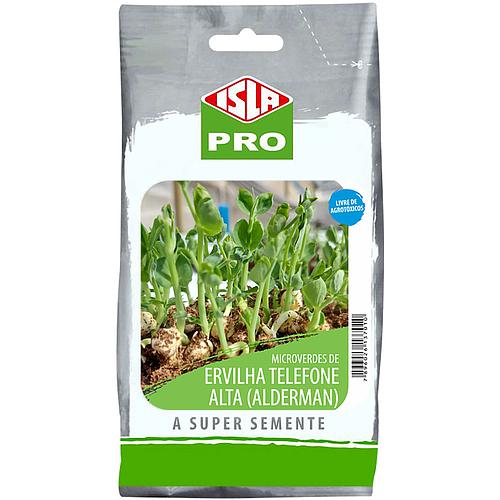 ISLA
PRO
LIVRE DE
AGROTÓXICOS
MICROVERDES DE
ERVILHA TELEFONE
ALTA (ALDERMAN)
A SUPER SEMENTE